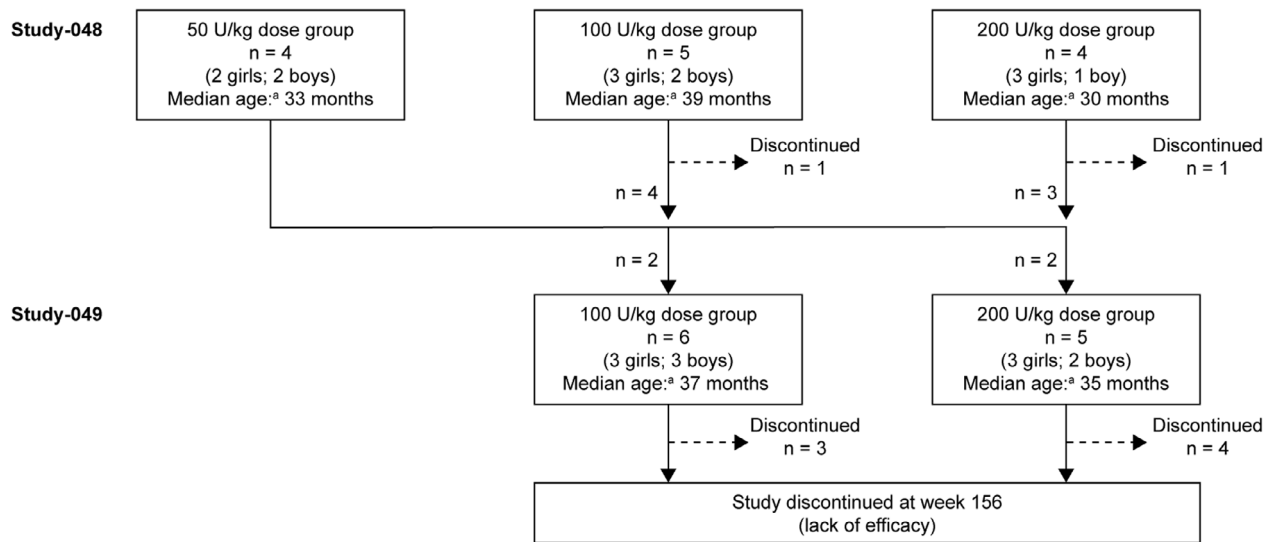 Study-048
50 U/kg dose group
n = 4
(2 girls; 2 boys)
Median age:ᵃ 33 months
100 U/kg dose group
n = 5
(3 girls; 2 boys)
Median age:ᵃ 39 months
200 U/kg dose group
n = 4
(3 girls; 1 boy)
Median age:ᵃ 30 months
Discontinued
n = 1
Discontinued
n = 1
n = 4
n = 3
n = 2
n = 2
Study-049
100 U/kg dose group
n = 6
(3 girls; 3 boys)
Median age:ᵃ 37 months
200 U/kg dose group
n = 5
(3 girls; 2 boys)
Median age:ᵃ 35 months
Discontinued
n = 3
Discontinued
n = 4
Study discontinued at week 156
(lack of efficacy)